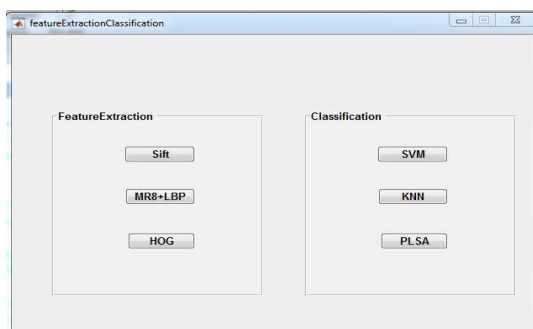 featureExtractionClassification
FeatureExtraction
Sift
MR8+LBP
HOG
Classification
SVM
KNN
PLSA